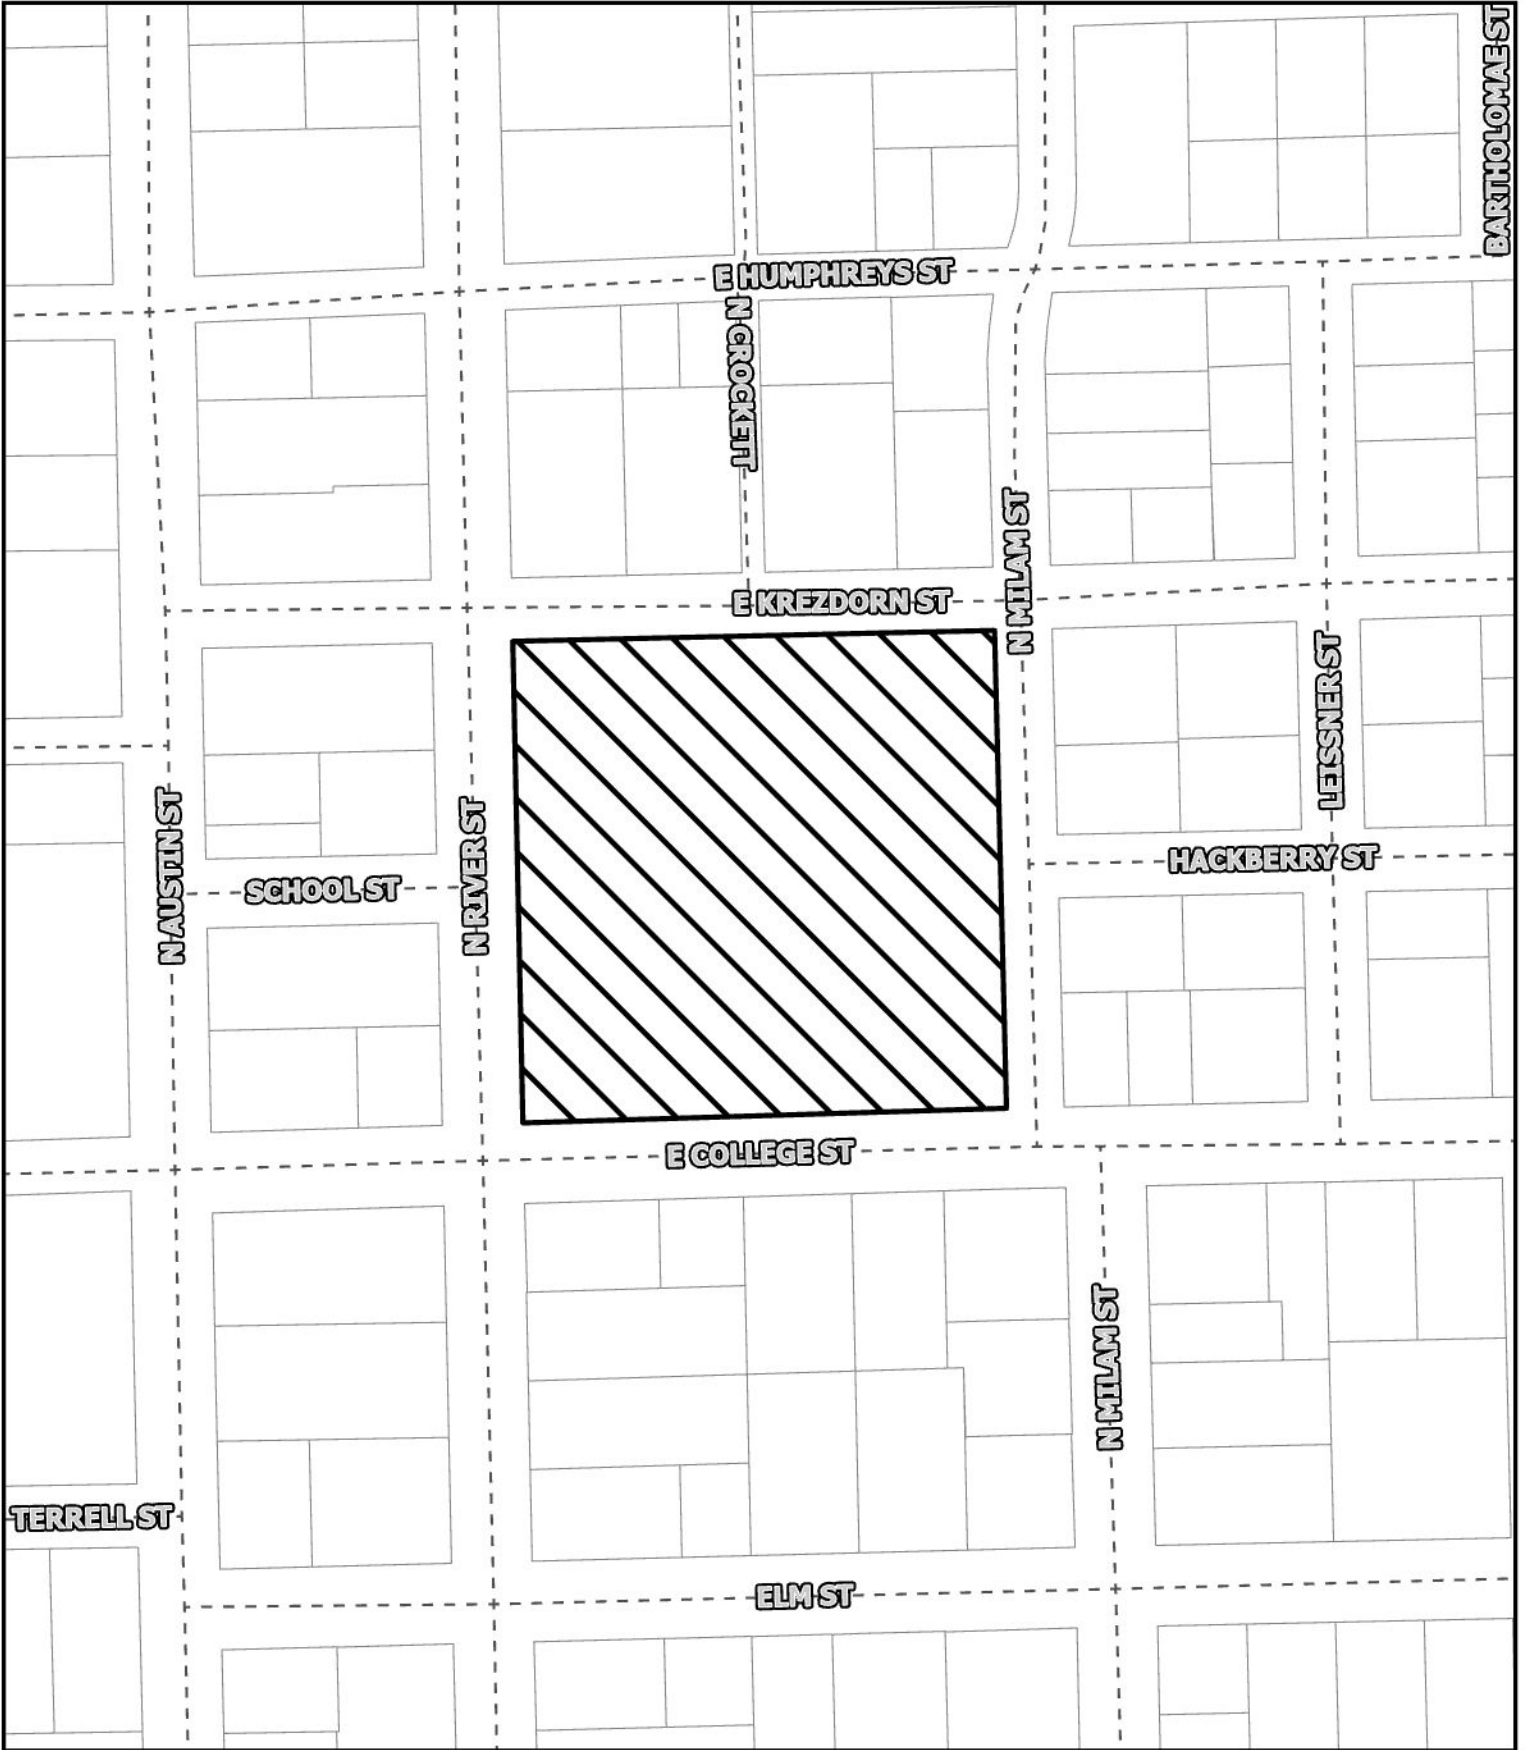 BARTHOLOMAE ST
E HUMPHREYS ST
N CROCKETT
N MILAM ST
E KREZDORN ST
LEISSNER ST
N AUSTIN ST
N RIVER ST
SCHOOL ST
HACKBERRY ST
E COLLEGE ST
N MILAM ST
TERRELL ST
ELM ST